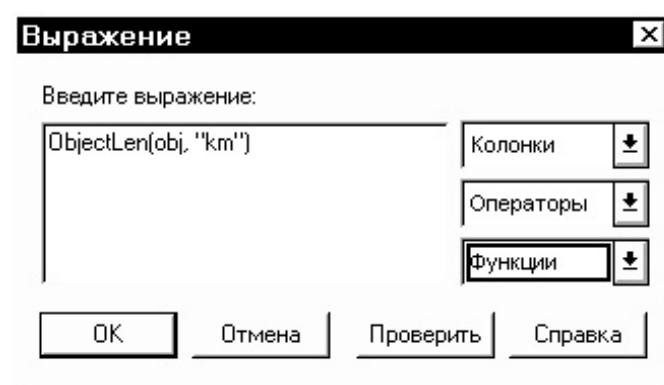 Выражение
Введите выражение:
ObjectLen(obj, "km")
Колонки
Операторы
Функции
OK
Отмена
Проверить
Справка